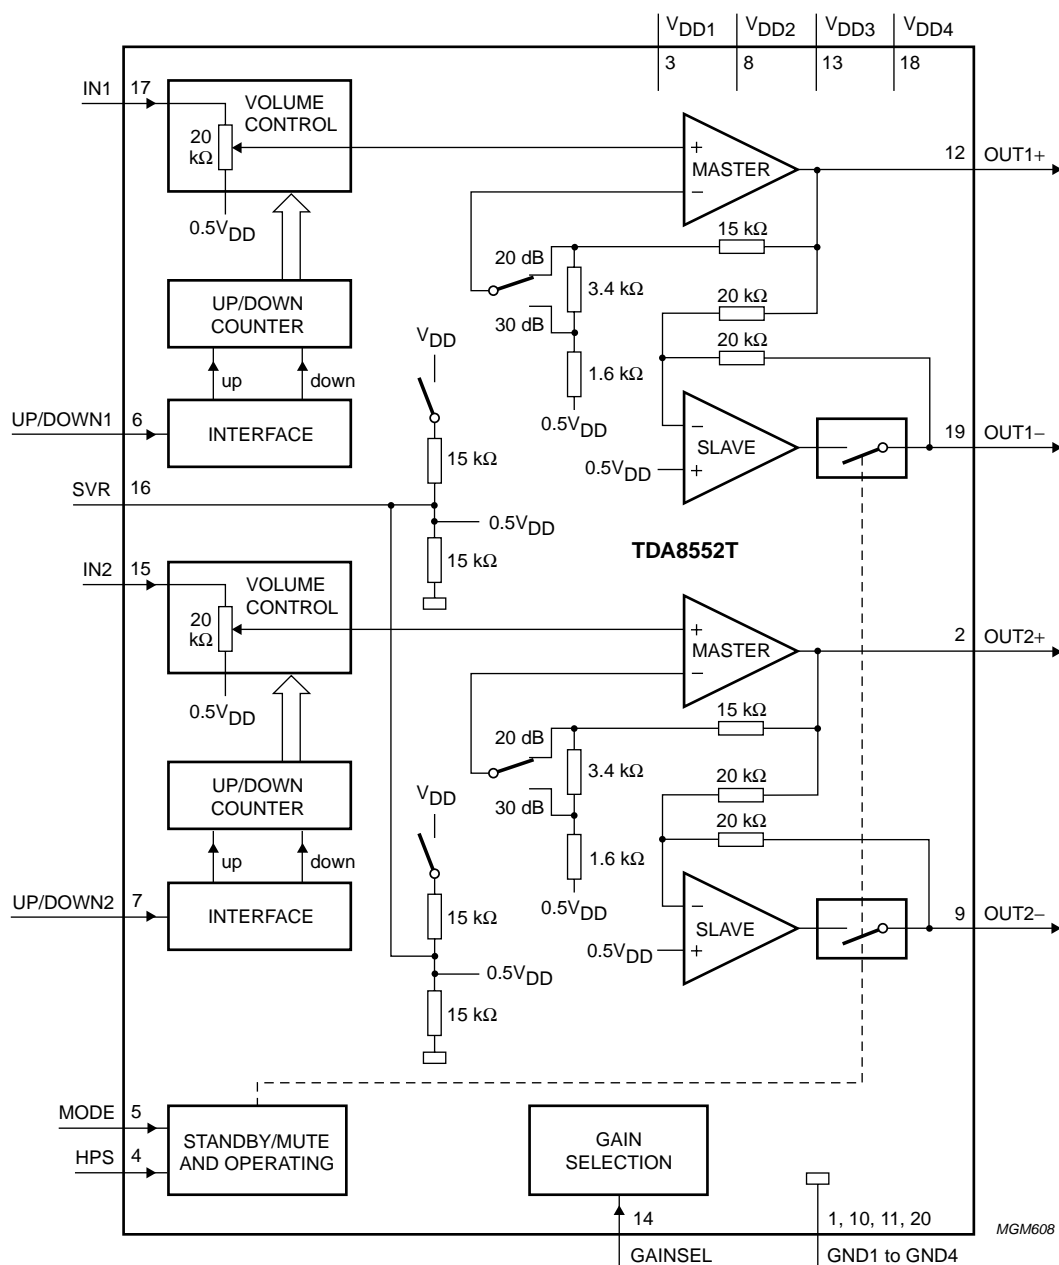 VDD1 VDD2 VDD3 VDD4
3 8 13 18
IN1 17
VOLUME
CONTROL
20
kΩ
0.5VDD
+
MASTER
−
12 OUT1+
15 kΩ
20 dB
3.4 kΩ
30 dB
20 kΩ
20 kΩ
1.6 kΩ
0.5VDD
UP/DOWN
COUNTER
up down
VDD
UP/DOWN1 6
INTERFACE
15 kΩ
−
SLAVE
0.5VDD +
19 OUT1−
SVR 16
0.5VDD
15 kΩ
TDA8552T
IN2 15
VOLUME
CONTROL
20
kΩ
0.5VDD
+
MASTER
−
2 OUT2+
15 kΩ
20 dB
3.4 kΩ
30 dB
20 kΩ
20 kΩ
1.6 kΩ
0.5VDD
UP/DOWN
COUNTER
up down
VDD
UP/DOWN2 7
INTERFACE
15 kΩ
−
SLAVE
0.5VDD +
9 OUT2−
0.5VDD
15 kΩ
MODE 5
HPS 4
STANDBY/MUTE
AND OPERATING
GAIN
SELECTION
14
GAINSEL
1, 10, 11, 20
GND1 to GND4
MGM608